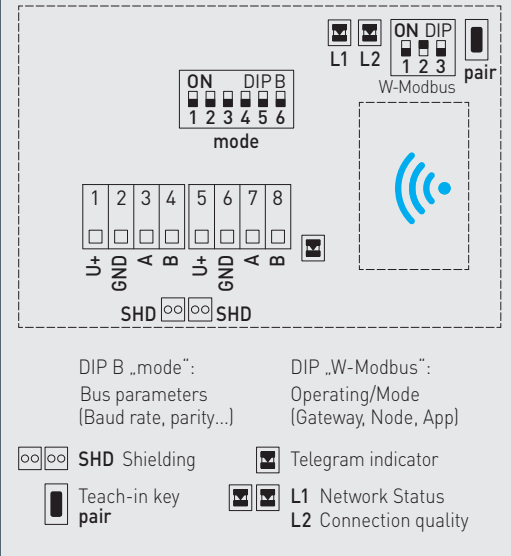 ON DIP
1 2 3
L1 L2
pair
W-Modbus
ON DIP B
1 2 3 4 5 6
mode
1 2 3 4 5 6 7 8
U+ GND A B U+ GND A B
SHD SHD
DIP B „mode“:
Bus parameters
(Baud rate, parity...)
DIP „W-Modbus“:
Operating/Mode
(Gateway, Node, App)
SHD Shielding
Telegram indicator
Teach-in key
pair
L1 Network Status
L2 Connection quality